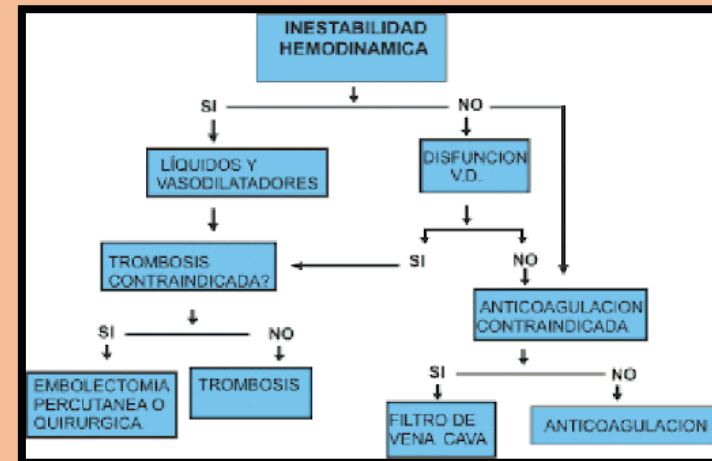 INESTABILIDAD
HEMODINAMICA
SI
NO
LÍQUIDOS Y
VASODILATADORES
DISFUNCION
V.D.
SI
NO
TROMBOSIS
CONTRAINDICADA?
ANTICOAGULACION
CONTRAINDICADA
SI
NO
SI
NO
EMBOLECTOMIA
PERCUTANEA O
QUIRURGICA
TROMBOSIS
FILTRO DE
VENA CAVA
ANTICOAGULACION